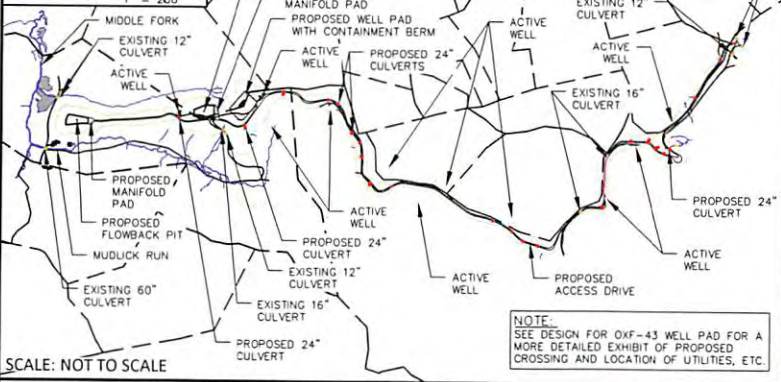 MANIFOLD PAD
PROPOSED WELL PAD
WITH CONTAINMENT BERM
MIDDLE FORK
EXISTING 12"
CULVERT
ACTIVE
WELL
ACTIVE
WELL
PROPOSED 24"
CULVERTS
ACTIVE
WELL
ACTIVE
WELL
EXISTING 12"
CULVERT
ACTIVE
WELL
EXISTING 16"
CULVERT
PROPOSED
MANIFOLD
PAD
PROPOSED
FLOWBACK PIT
MUDLICK RUN
EXISTING 60"
CULVERT
ACTIVE
WELL
PROPOSED 24"
CULVERT
EXISTING 12"
CULVERT
EXISTING 16"
CULVERT
PROPOSED 24"
CULVERT
ACTIVE
WELL
PROPOSED
ACCESS DRIVE
ACTIVE
WELL
PROPOSED 24"
CULVERT
NOTE:
SEE DESIGN FOR OXF-43 WELL PAD FOR A
MORE DETAILED EXHIBIT OF PROPOSED
CROSSING AND LOCATION OF UTILITIES, ETC.
SCALE: NOT TO SCALE